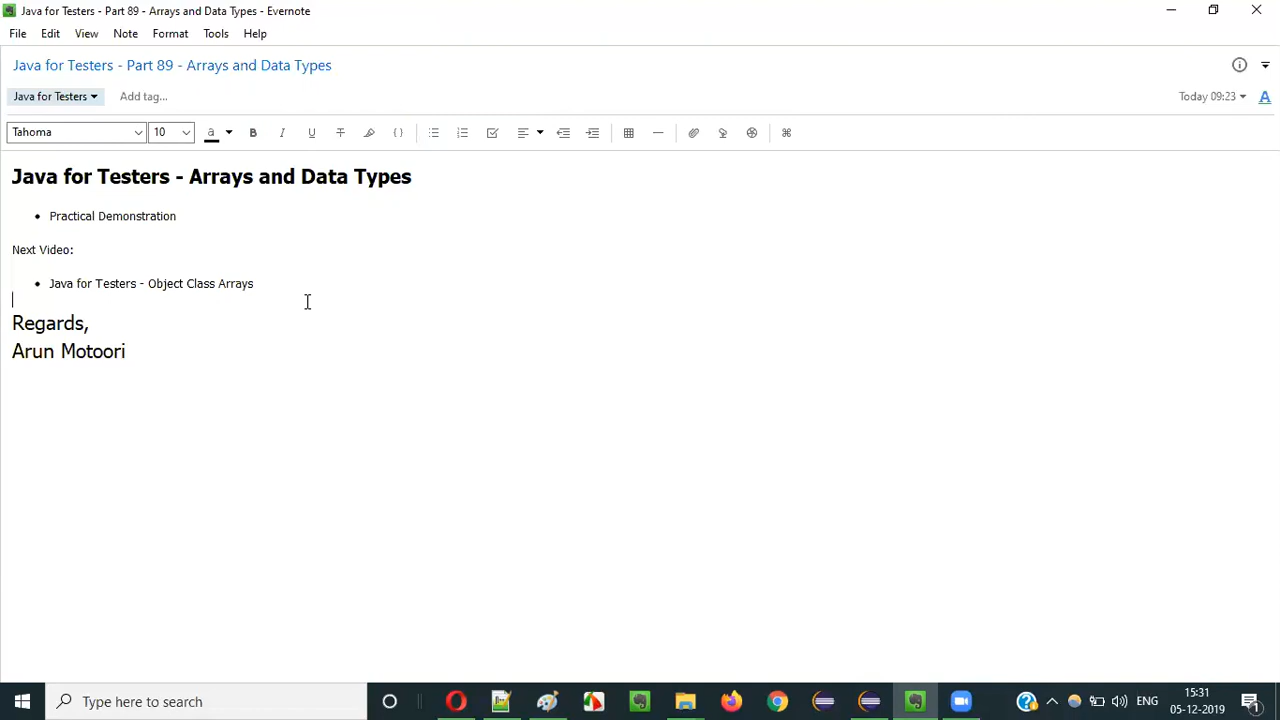 Java for Testers - Part 89 - Arrays and Data Types - Evernote
File Edit View Note Format Tools Help
Java for Testers - Part 89 - Arrays and Data Types
Java for Testers Add tag... Today 09:23
Tahoma 10
Java for Testers - Arrays and Data Types
• Practical Demonstration
Next Video:
• Java for Testers - Object Class Arrays
Regards,
Arun Motoori
Type here to search ENG 15:31
05-12-2019